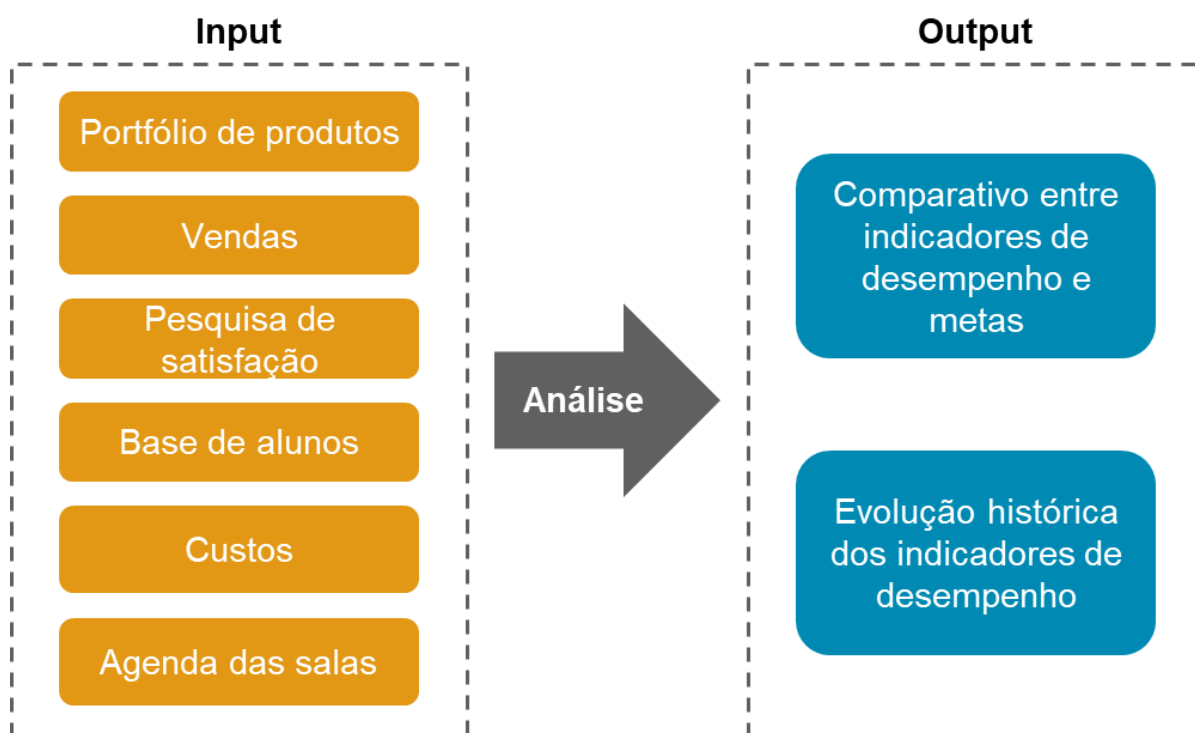 Input
Portfólio de produtos
Vendas
Pesquisa de
satisfação
Base de alunos
Custos
Agenda das salas
Análise
Output
Comparativo entre
indicadores de
desempenho e
metas
Evolução histórica
dos indicadores de
desempenho